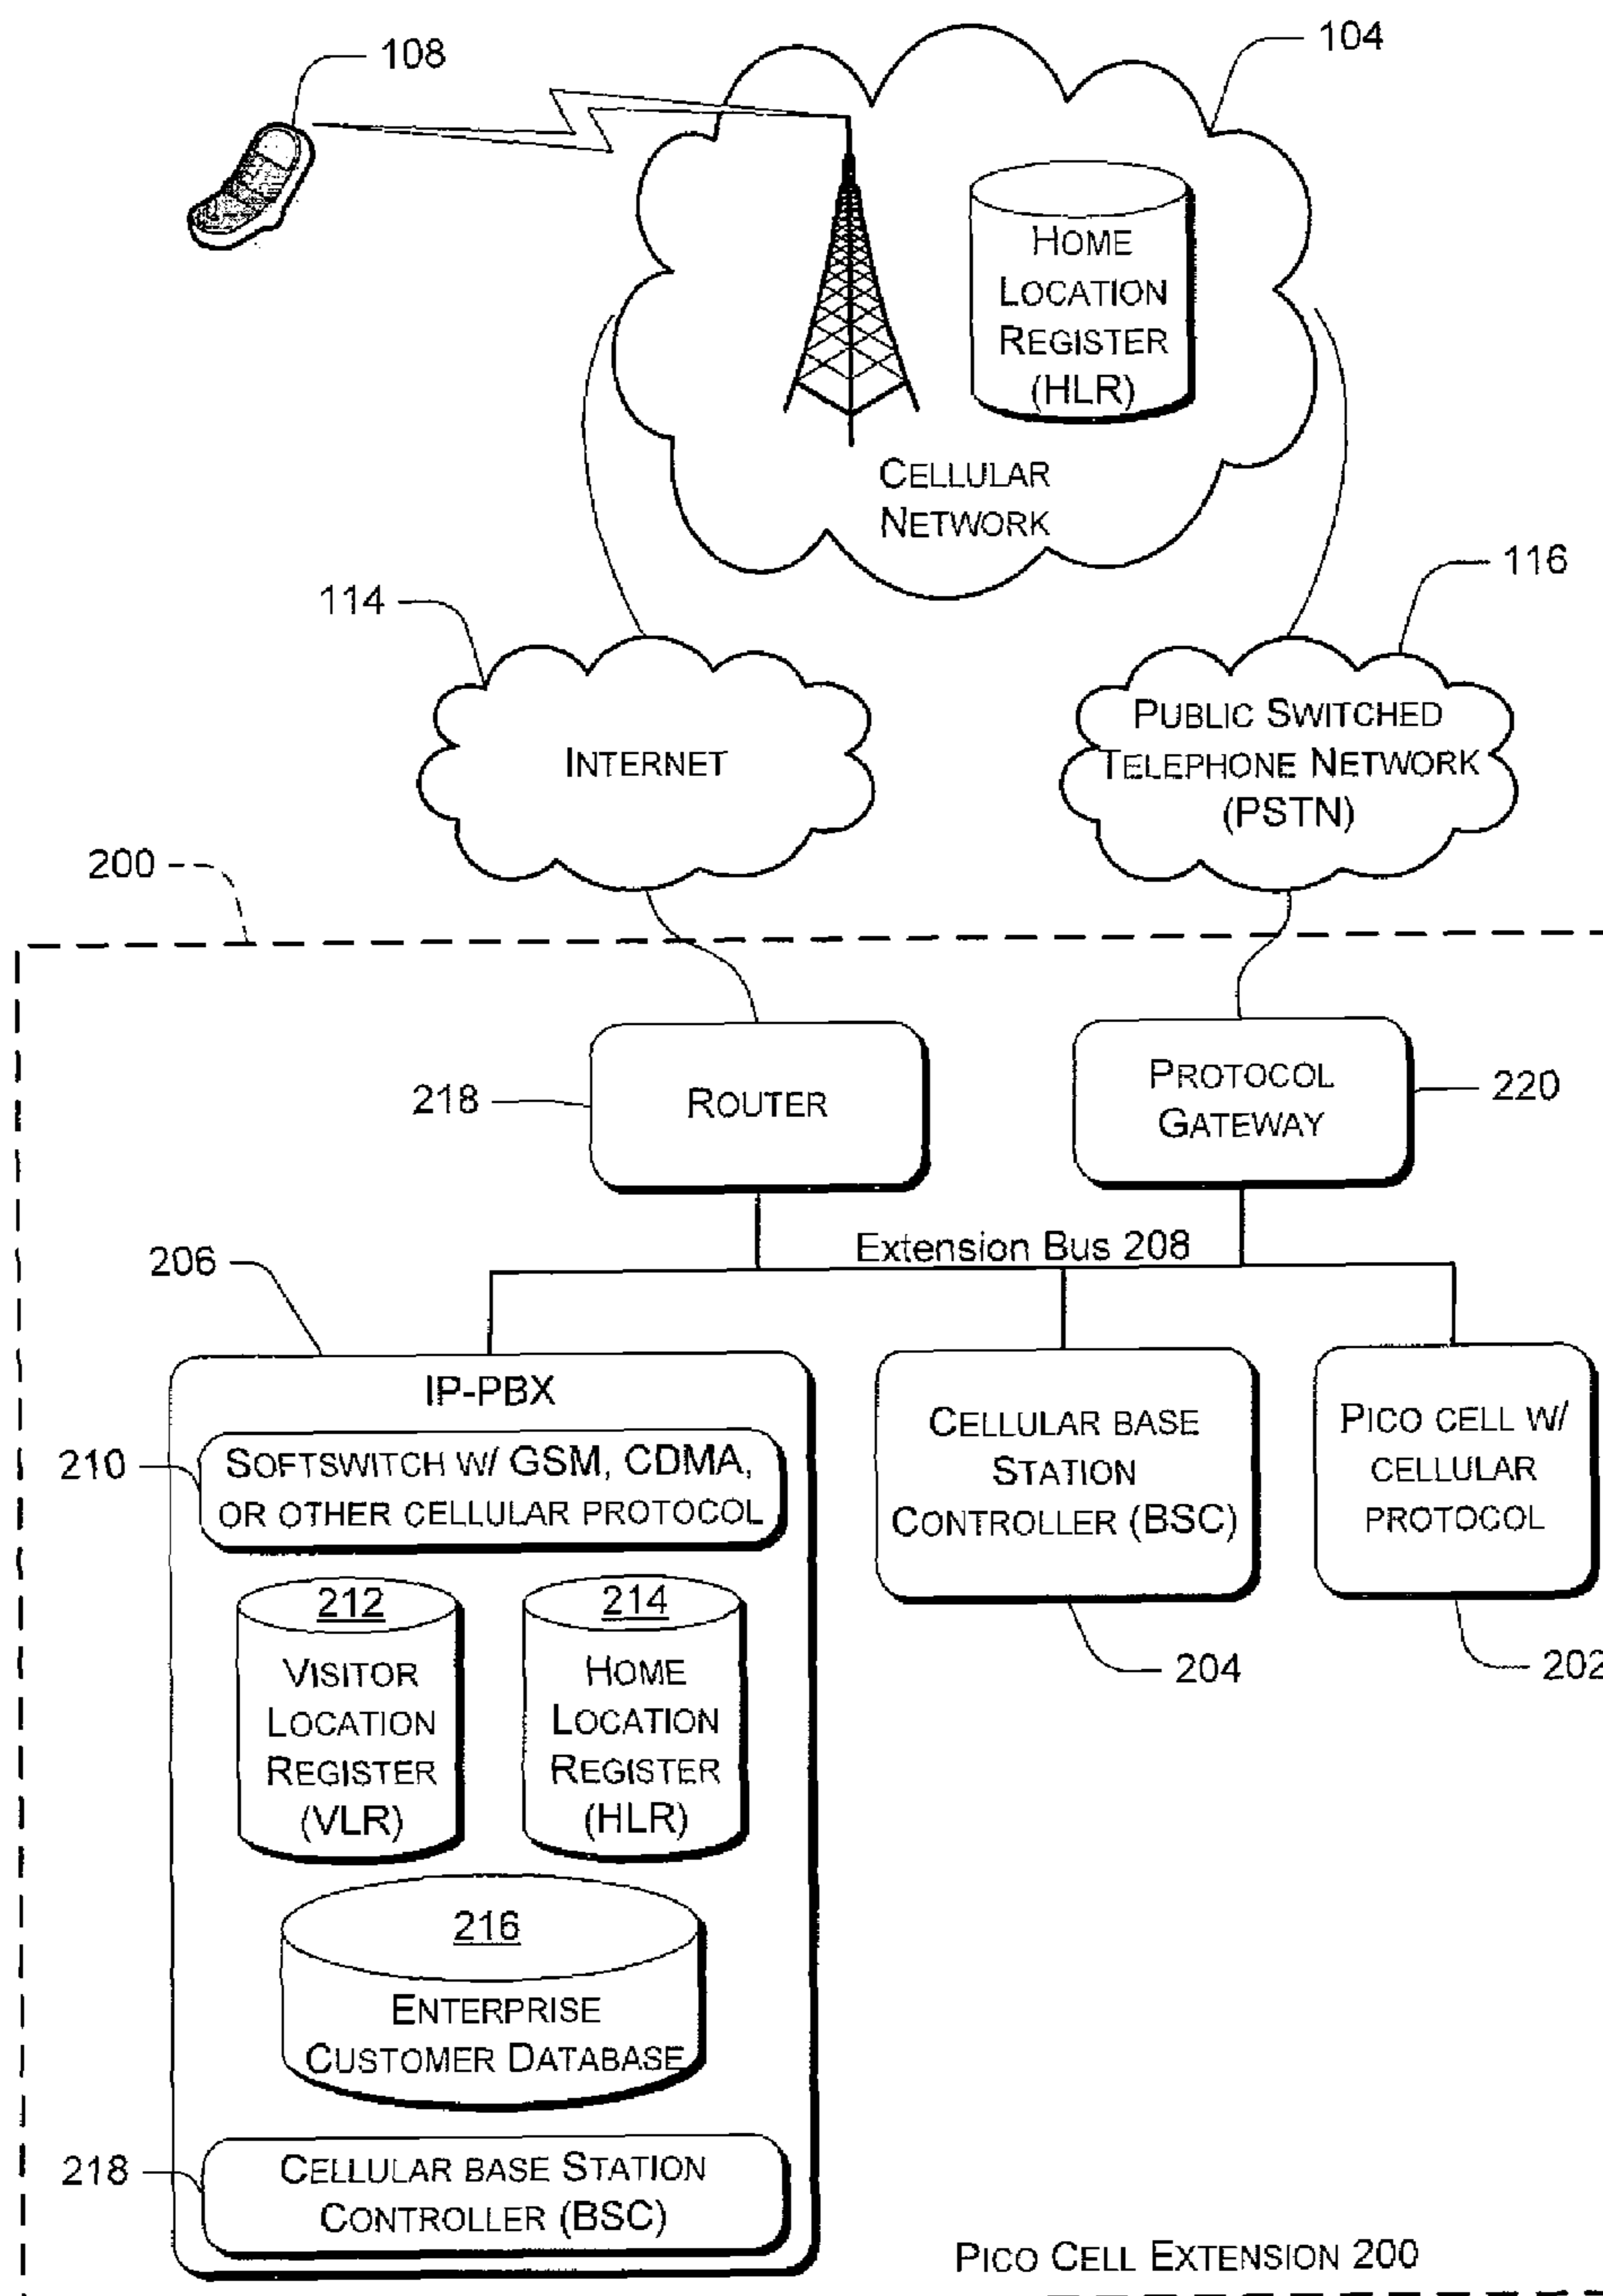 108
104
HOME
LOCATION
REGISTER
(HLR)
CELLULAR
NETWORK
114
116
INTERNET
PUBLIC SWITCHED
TELEPHONE NETWORK
(PSTN)
200
218
ROUTER
PROTOCOL
GATEWAY
220
Extension Bus 208
206
IP-PBX
210
SOFTSWITCH W/ GSM, CDMA,
OR OTHER CELLULAR PROTOCOL
CELLULAR BASE
STATION
CONTROLLER (BSC)
PICO CELL W/
CELLULAR
PROTOCOL
204
202
212
VISITOR
LOCATION
REGISTER
(VLR)
214
HOME
LOCATION
REGISTER
(HLR)
216
ENTERPRISE
CUSTOMER DATABASE
218
CELLULAR BASE STATION
CONTROLLER (BSC)
PICO CELL EXTENSION 200